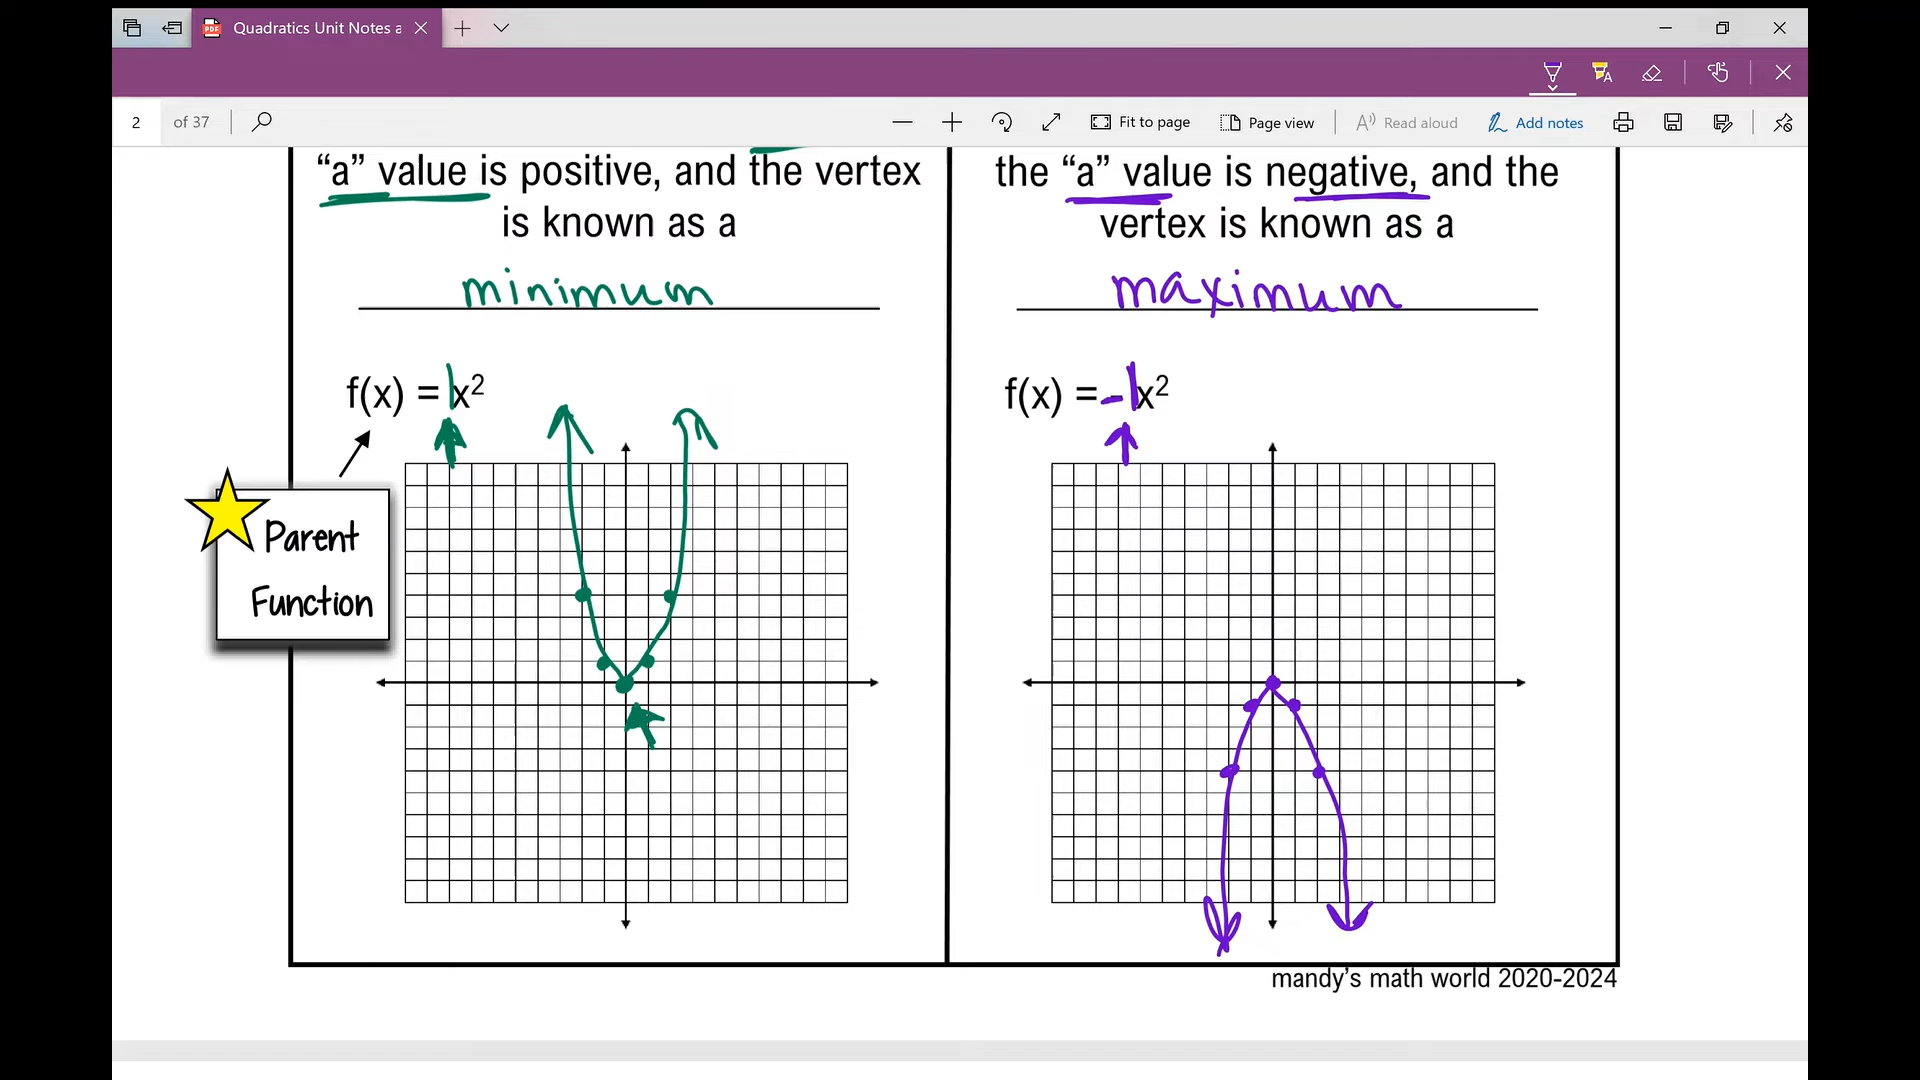 Quadratics Unit Notes a
2 of 37 Fit to page Page view Read aloud Add notes
“a” value is positive, and the vertex
is known as a
minimum
f(x) = 1x²
Parent
Function
the “a” value is negative, and the
vertex is known as a
maximum
f(x) = -1x²
mandy’s math world 2020-2024